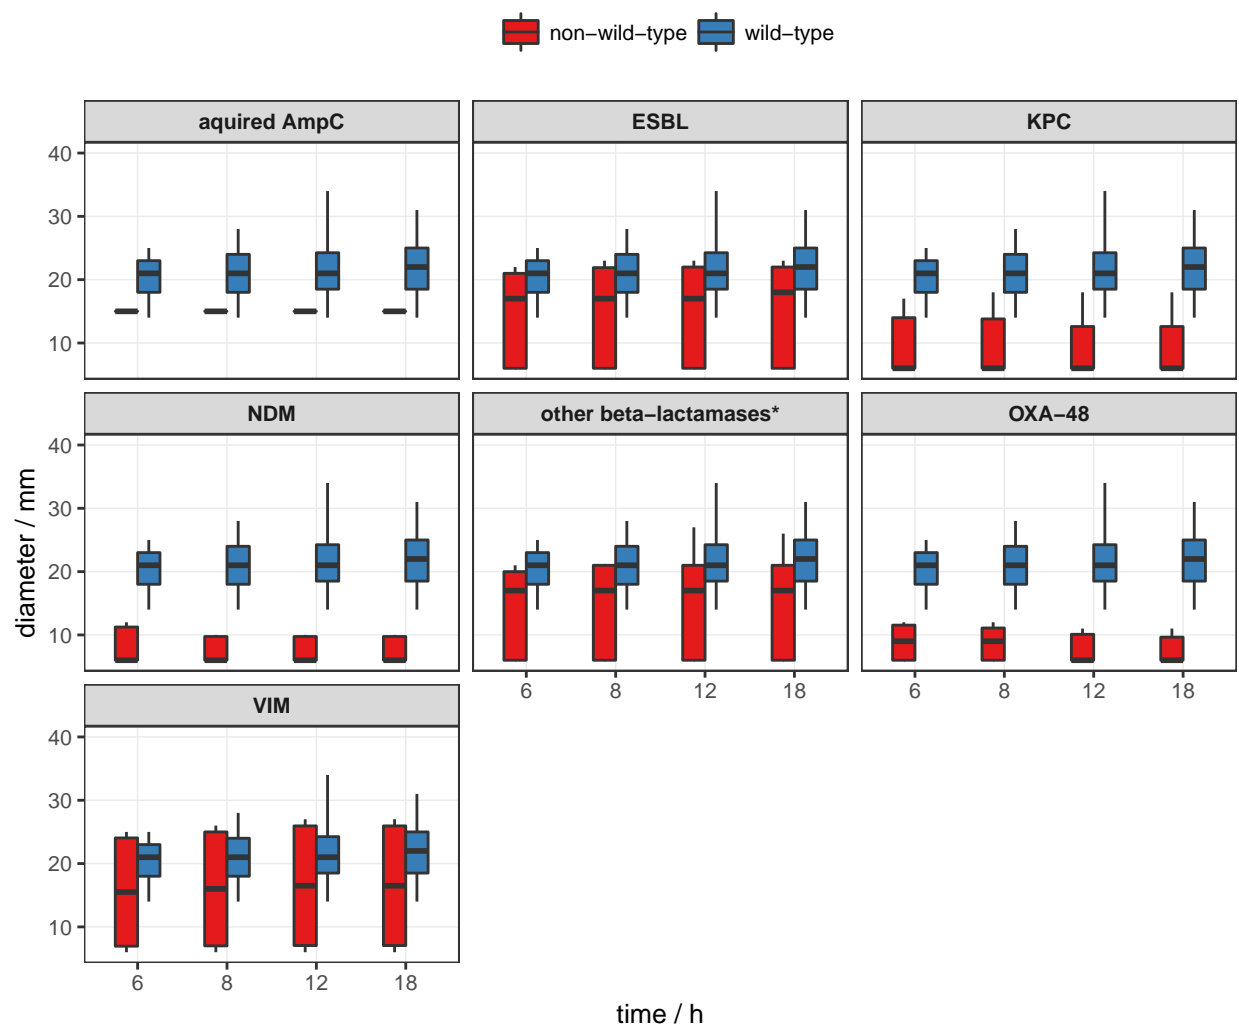 non−wild−type wild−type
aquired AmpC ESBL KPC
40
30
20
10
NDM other beta−lactamases* OXA−48
40
30
20
10
6 8 12 18 6 8 12 18
VIM
40
30
20
10
6 8 12 18
diameter / mm
time / h